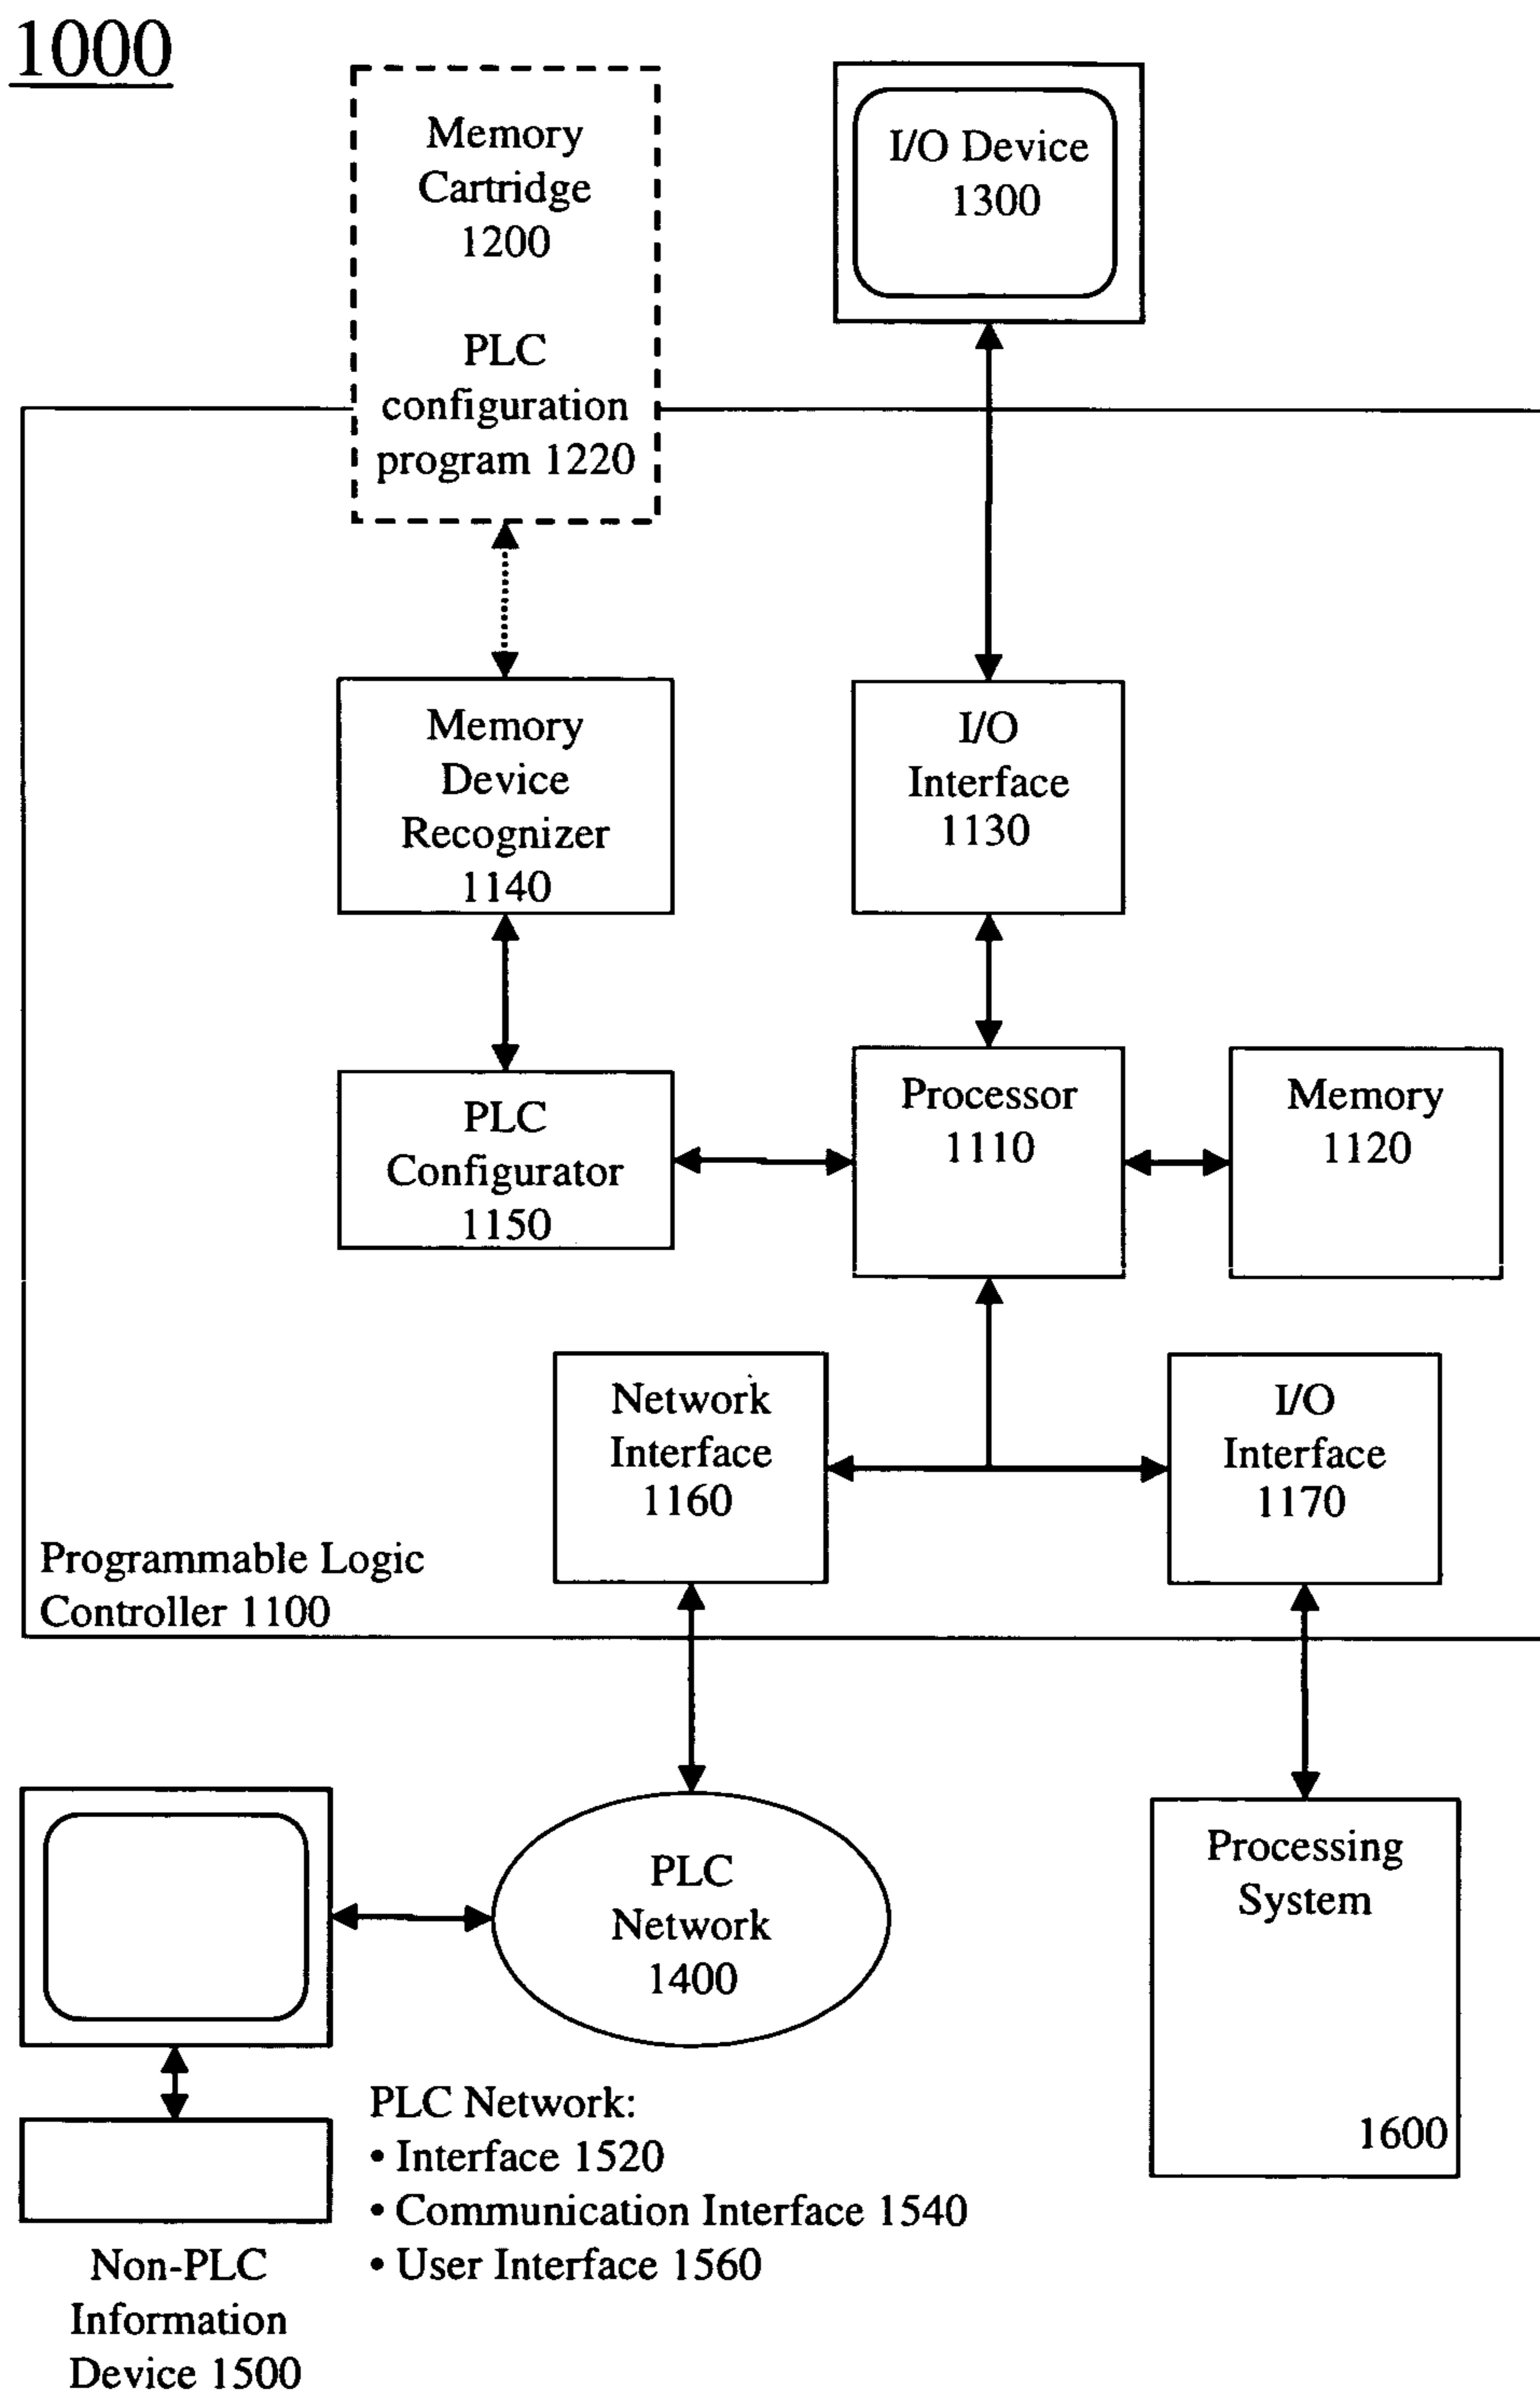 1000
Memory
Cartridge
1200
PLC
configuration
program 1220
I/O Device
1300
Memory
Device
Recognizer
1140
I/O
Interface
1130
PLC
Configurator
1150
Processor
1110
Memory
1120
Network
Interface
1160
I/O
Interface
1170
Programmable Logic
Controller 1100
PLC
Network
1400
Processing
System
1600
PLC Network:
• Interface 1520
• Communication Interface 1540
• User Interface 1560
Non-PLC
Information
Device 1500